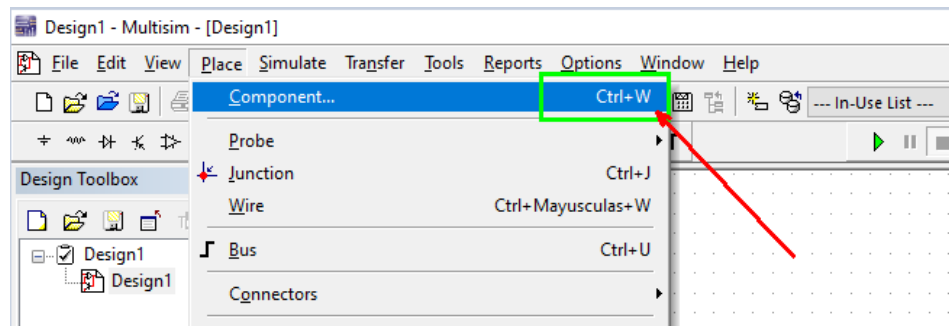 Design1 - Multisim - [Design1]
File Edit View Place Simulate Transfer Tools Reports Options Window Help
Component... Ctrl+W
--- In-Use List ---
Probe
Design Toolbox
Junction Ctrl+J
Wire Ctrl+Mayusculas+W
Design1
Bus Ctrl+U
Design1
Connectors